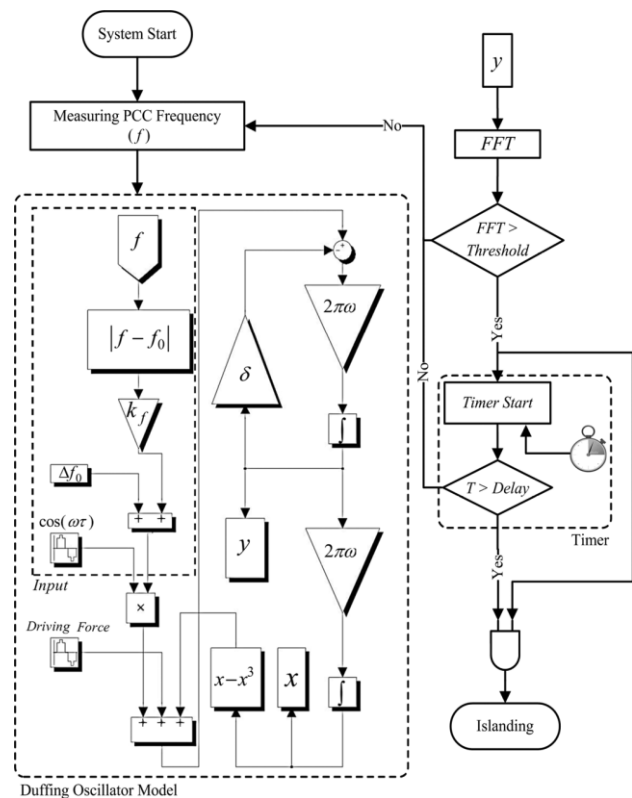 System Start
Measuring PCC Frequency
(f)
f
|f − f₀|
k_f
Δf₀
+ +
cos(ωτ)
Input
×
Driving Force
+ + +
δ
y
x−x³
x
- +
2πω
∫
2πω
∫
Duffing Oscillator Model
y
FFT
FFT >
Threshold
No
Yes
No
Timer Start
T > Delay
Timer
Yes
Islanding